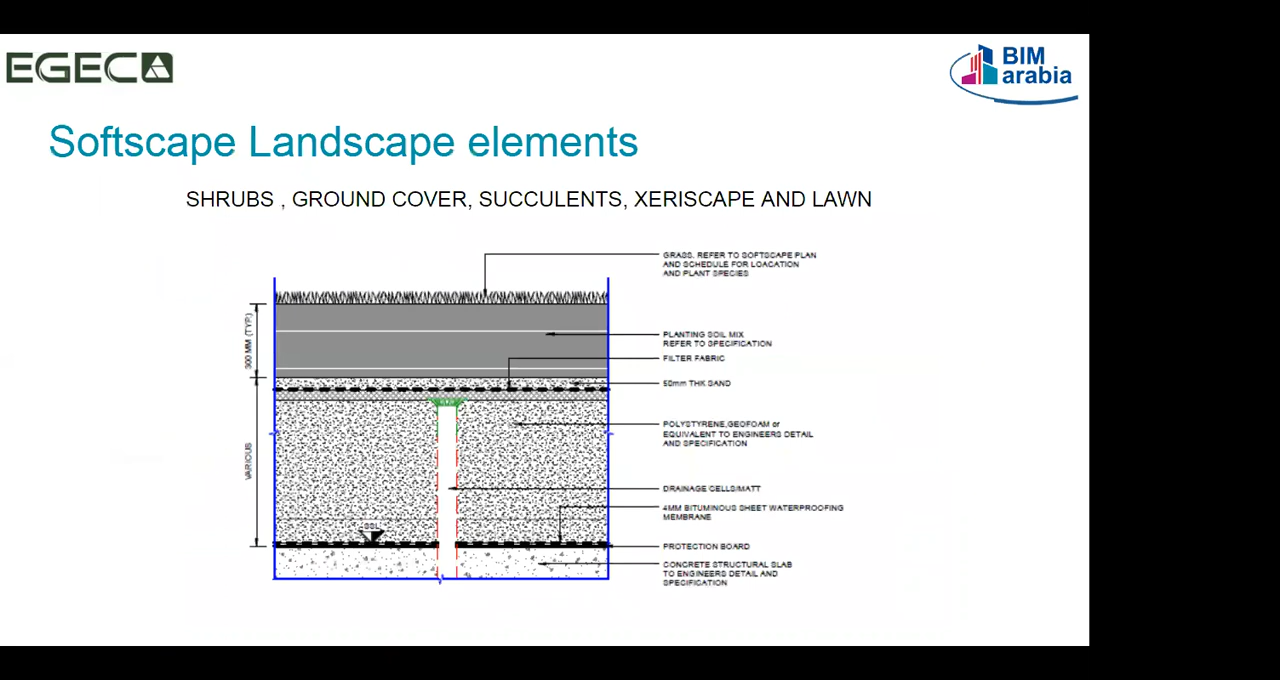 EGEC
BIM
arabia
Softscape Landscape elements
SHRUBS , GROUND COVER, SUCCULENTS, XERISCAPE AND LAWN
GRASS. REFER TO SOFTSCAPE PLAN
AND SCHEDULE FOR LOACATION
AND PLANT SPECIES
300 MM (TYP.)
PLANTING SOIL MIX
REFER TO SPECIFICATION
FILTER FABRIC
50mm THK SAND
POLYSTYRENE,GEOFOAM or
EQUIVALENT TO ENGINEERS DETAIL
AND SPECIFICATION
VARIOUS
DRAINAGE CELLS/MATT
4MM BITUMINOUS SHEET WATERPROOFING
MEMBRANE
SSL
PROTECTION BOARD
CONCRETE STRUCTURAL SLAB
TO ENGINEERS DETAIL AND
SPECIFICATION